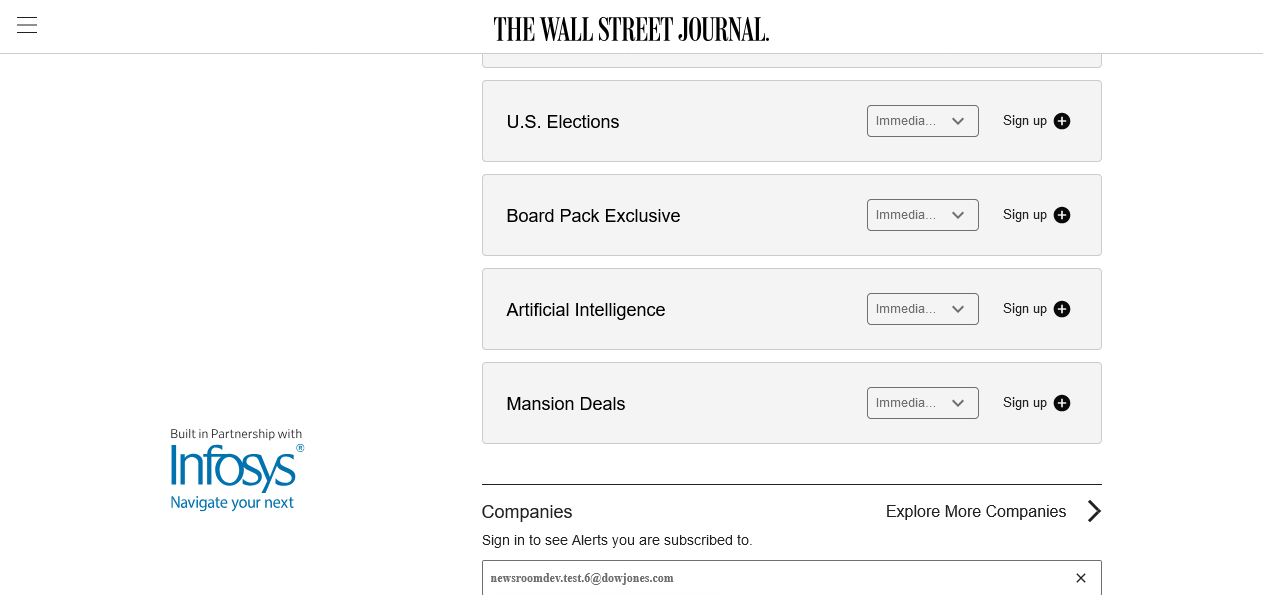 THE WALL STREET JOURNAL.
U.S. Elections Immedia... Sign up
Board Pack Exclusive Immedia... Sign up
Artificial Intelligence Immedia... Sign up
Mansion Deals Immedia... Sign up
Built in Partnership with
Infosys®
Navigate your next
Companies Explore More Companies
Sign in to see Alerts you are subscribed to.
newsroomdev.test.6@dowjones.com